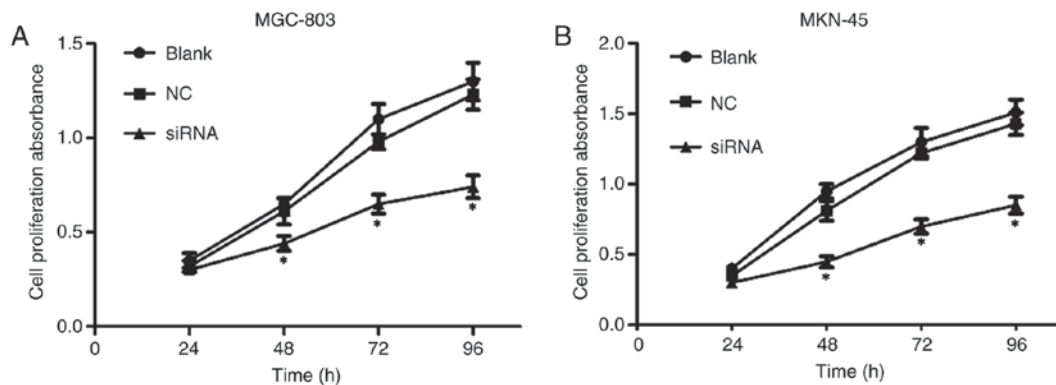 A
MGC-803
Cell proliferation absorbance
1.5
1.0
0.5
0.0
Blank
NC
siRNA
*
*
*
0
24
48
72
96
Time (h)
B
MKN-45
Cell proliferation absorbance
2.0
1.5
1.0
0.5
0.0
Blank
NC
siRNA
*
*
*
0
24
48
72
96
Time (h)